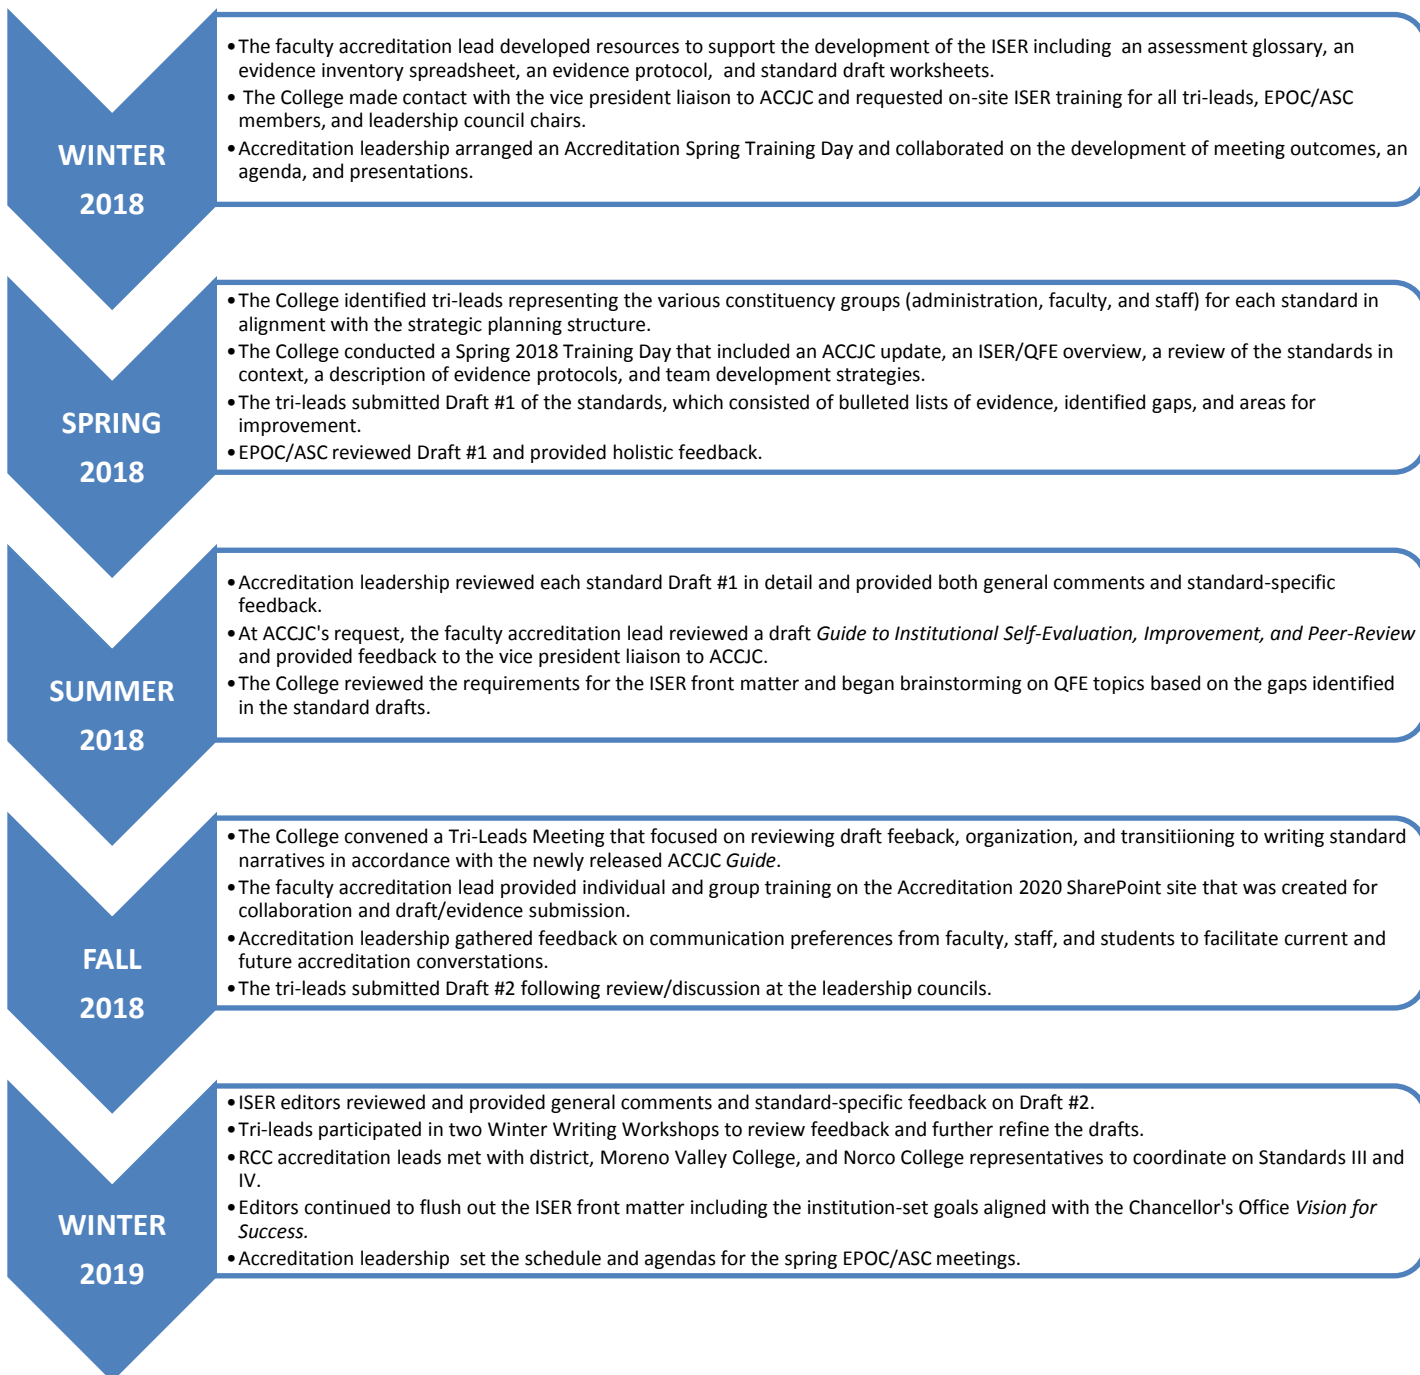 WINTER
2018
•The faculty accreditation lead developed resources to support the development of the ISER including an assessment glossary, an
evidence inventory spreadsheet, an evidence protocol, and standard draft worksheets.
• The College made contact with the vice president liaison to ACCJC and requested on-site ISER training for all tri-leads, EPOC/ASC
members, and leadership council chairs.
•Accreditation leadership arranged an Accreditation Spring Training Day and collaborated on the development of meeting outcomes, an
agenda, and presentations.
SPRING
2018
•The College identified tri-leads representing the various constituency groups (administration, faculty, and staff) for each standard in
alignment with the strategic planning structure.
•The College conducted a Spring 2018 Training Day that included an ACCJC update, an ISER/QFE overview, a review of the standards in
context, a description of evidence protocols, and team development strategies.
•The tri-leads submitted Draft #1 of the standards, which consisted of bulleted lists of evidence, identified gaps, and areas for
improvement.
•EPOC/ASC reviewed Draft #1 and provided holistic feedback.
SUMMER
2018
•Accreditation leadership reviewed each standard Draft #1 in detail and provided both general comments and standard-specific
feedback.
•At ACCJC's request, the faculty accreditation lead reviewed a draft Guide to Institutional Self-Evaluation, Improvement, and Peer-Review
and provided feedback to the vice president liaison to ACCJC.
•The College reviewed the requirements for the ISER front matter and began brainstorming on QFE topics based on the gaps identified
in the standard drafts.
FALL
2018
•The College convened a Tri-Leads Meeting that focused on reviewing draft feeback, organization, and transitiioning to writing standard
narratives in accordance with the newly released ACCJC Guide.
•The faculty accreditation lead provided individual and group training on the Accreditation 2020 SharePoint site that was created for
collaboration and draft/evidence submission.
•Accreditation leadership gathered feedback on communication preferences from faculty, staff, and students to facilitate current and
future accreditation converstations.
•The tri-leads submitted Draft #2 following review/discussion at the leadership councils.
WINTER
2019
•ISER editors reviewed and provided general comments and standard-specific feedback on Draft #2.
•Tri-leads participated in two Winter Writing Workshops to review feedback and further refine the drafts.
•RCC accreditation leads met with district, Moreno Valley College, and Norco College representatives to coordinate on Standards III and
IV.
•Editors continued to flush out the ISER front matter including the institution-set goals aligned with the Chancellor's Office Vision for
Success.
•Accreditation leadership set the schedule and agendas for the spring EPOC/ASC meetings.